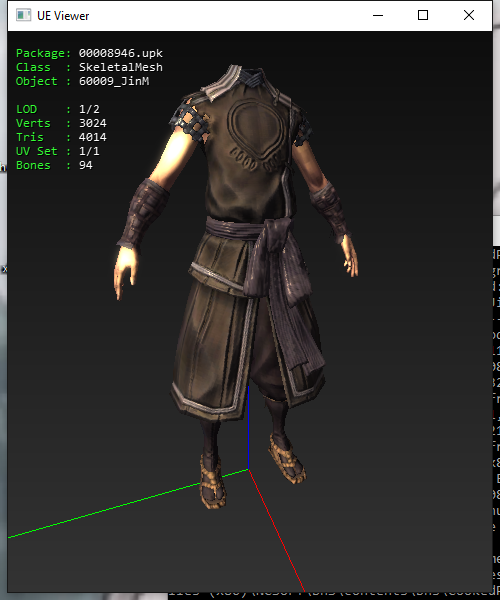 UE Viewer
Package: 00008946.upk
Class : SkeletalMesh
Object : 60009_JinM
LOD : 1/2
Verts : 3024
Tris : 4014
UV Set : 1/1
Bones : 94